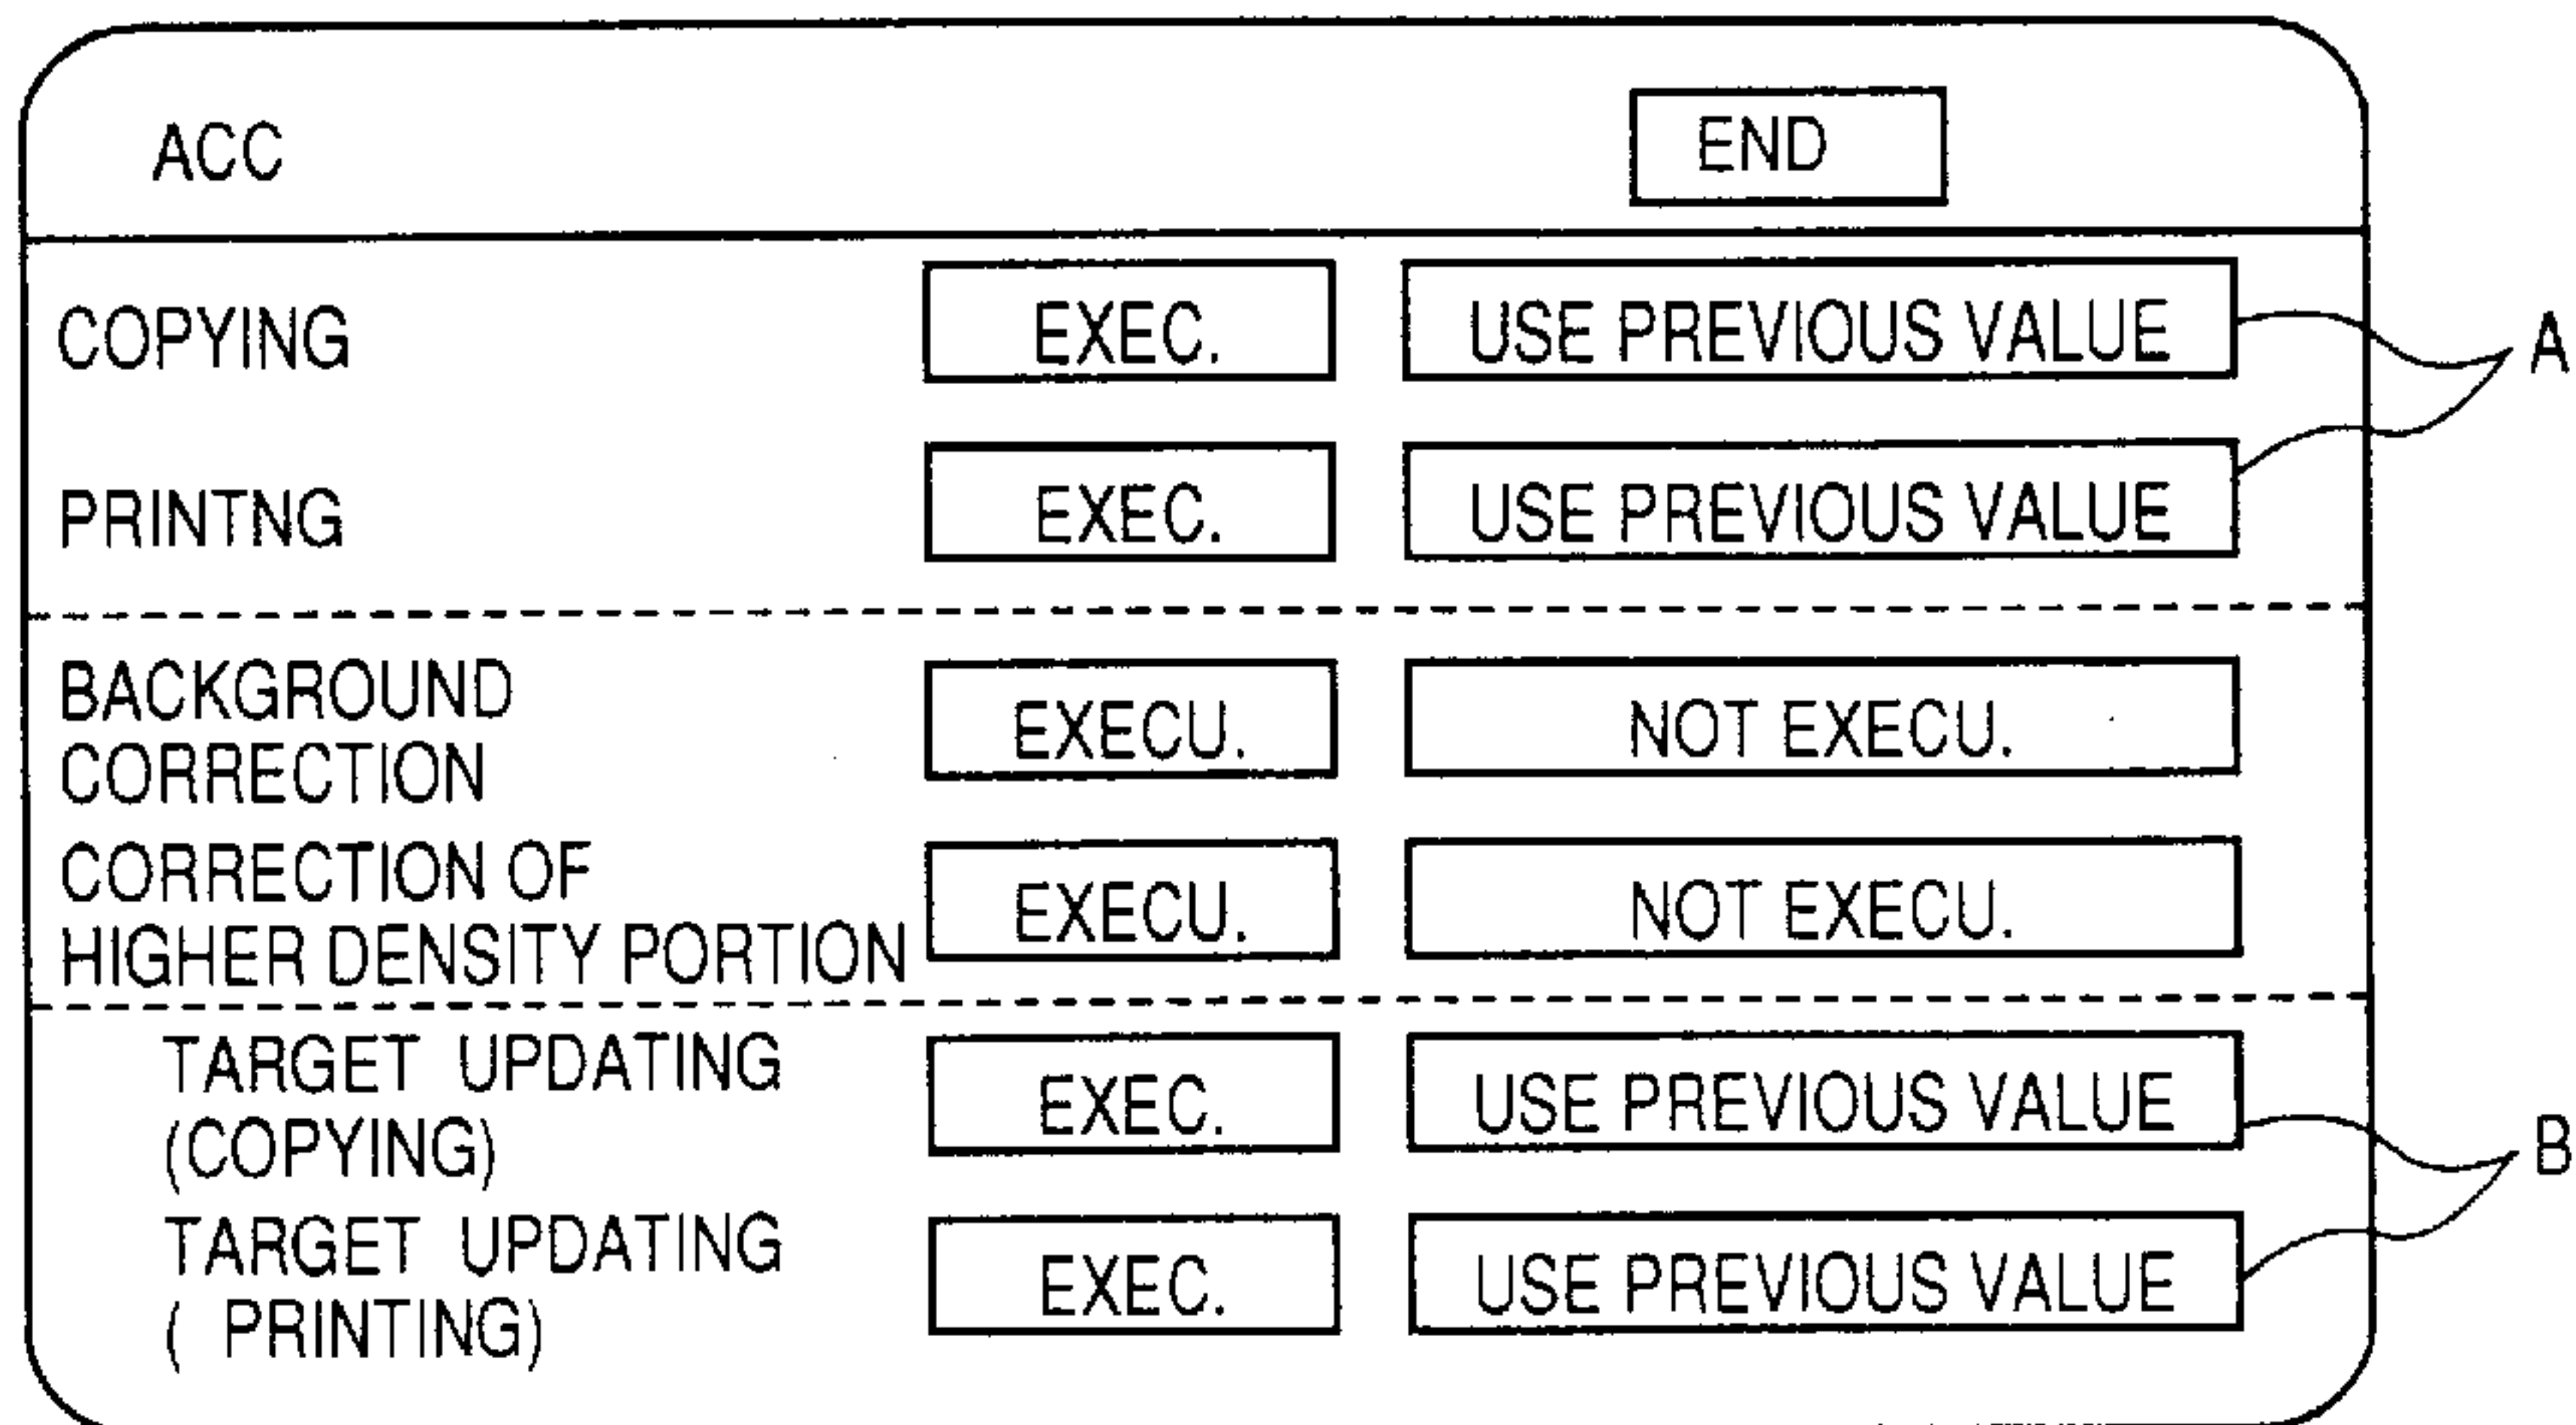 ACC END
COPYING EXEC. USE PREVIOUS VALUE A
PRINTNG EXEC. USE PREVIOUS VALUE
BACKGROUND
CORRECTION EXECU. NOT EXECU.
CORRECTION OF
HIGHER DENSITY PORTION EXECU. NOT EXECU.
TARGET UPDATING
(COPYING) EXEC. USE PREVIOUS VALUE B
TARGET UPDATING
( PRINTING) EXEC. USE PREVIOUS VALUE